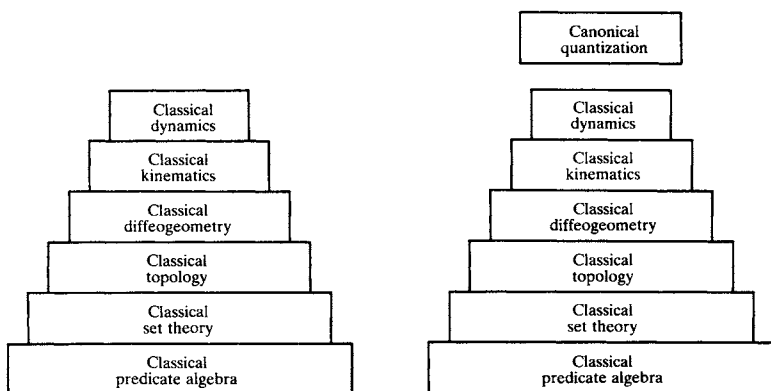 Classical
dynamics
Classical
kinematics
Classical
diffeogeometry
Classical
topology
Classical
set theory
Classical
predicate algebra
Canonical
quantization
Classical
dynamics
Classical
kinematics
Classical
diffeogeometry
Classical
topology
Classical
set theory
Classical
predicate algebra